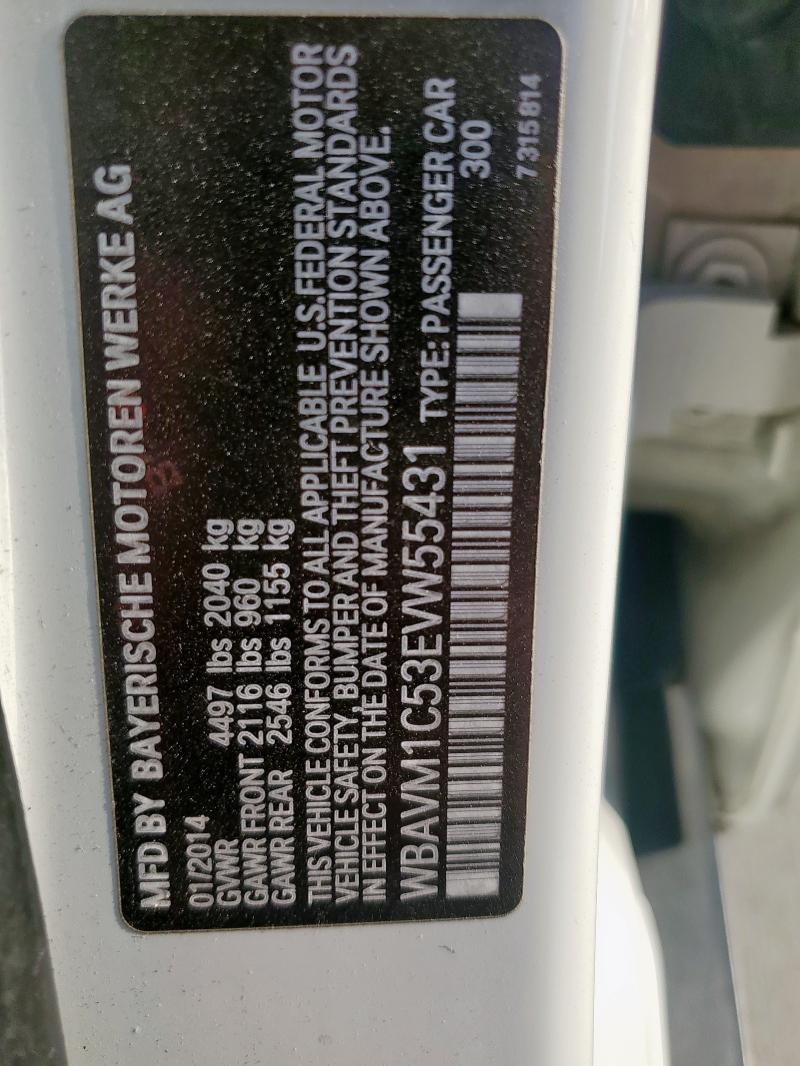 MFD BY BAYERISCHE MOTOREN WERKE AG
01/2014
GVWR 4497 lbs 2040 kg
GAWR FRONT 2116 lbs 960 kg
GAWR REAR 2546 lbs 1155 kg
THIS VEHICLE CONFORMS TO ALL APPLICABLE U.S.FEDERAL MOTOR
VEHICLE SAFETY, BUMPER AND THEFT PREVENTION STANDARDS
IN EFFECT ON THE DATE OF MANUFACTURE SHOWN ABOVE.
WBAVM1C53EVW55431 TYPE: PASSENGER CAR
300
7 315 814